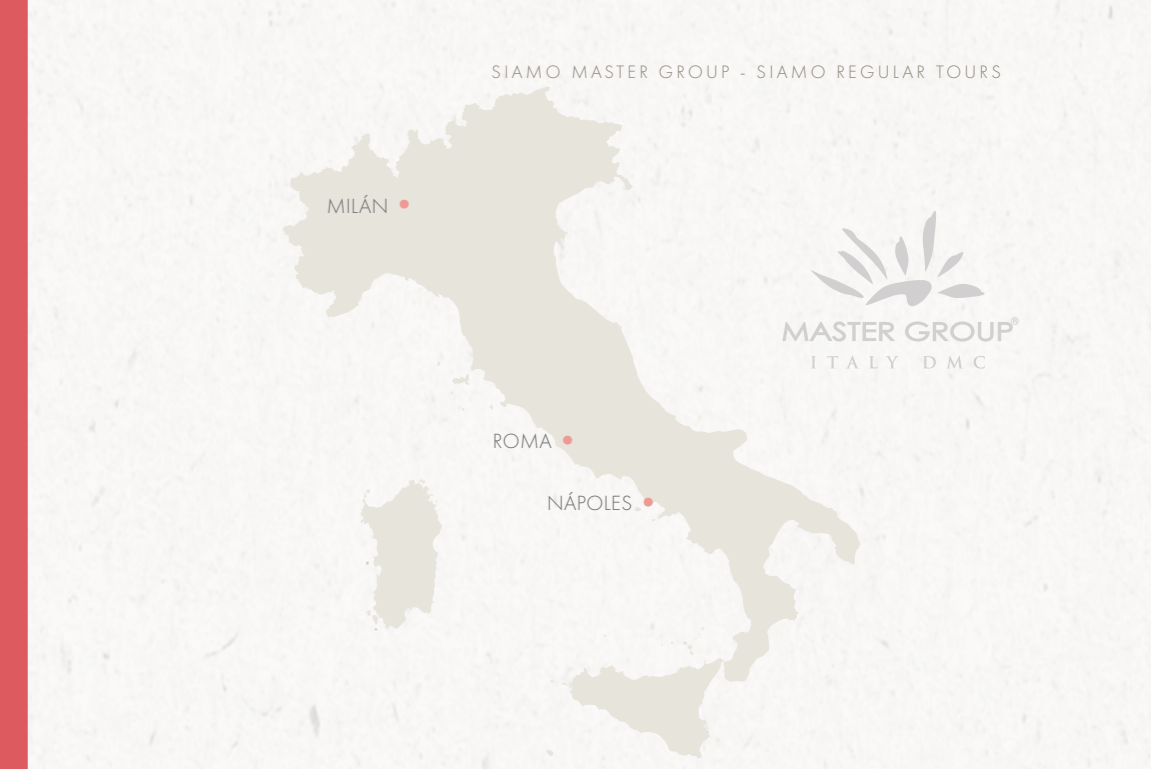 SIAMO MASTER GROUP - SIAMO REGULAR TOURS
MILÁN
MASTER GROUP®
ITALY DMC
ROMA
NÁPOLES